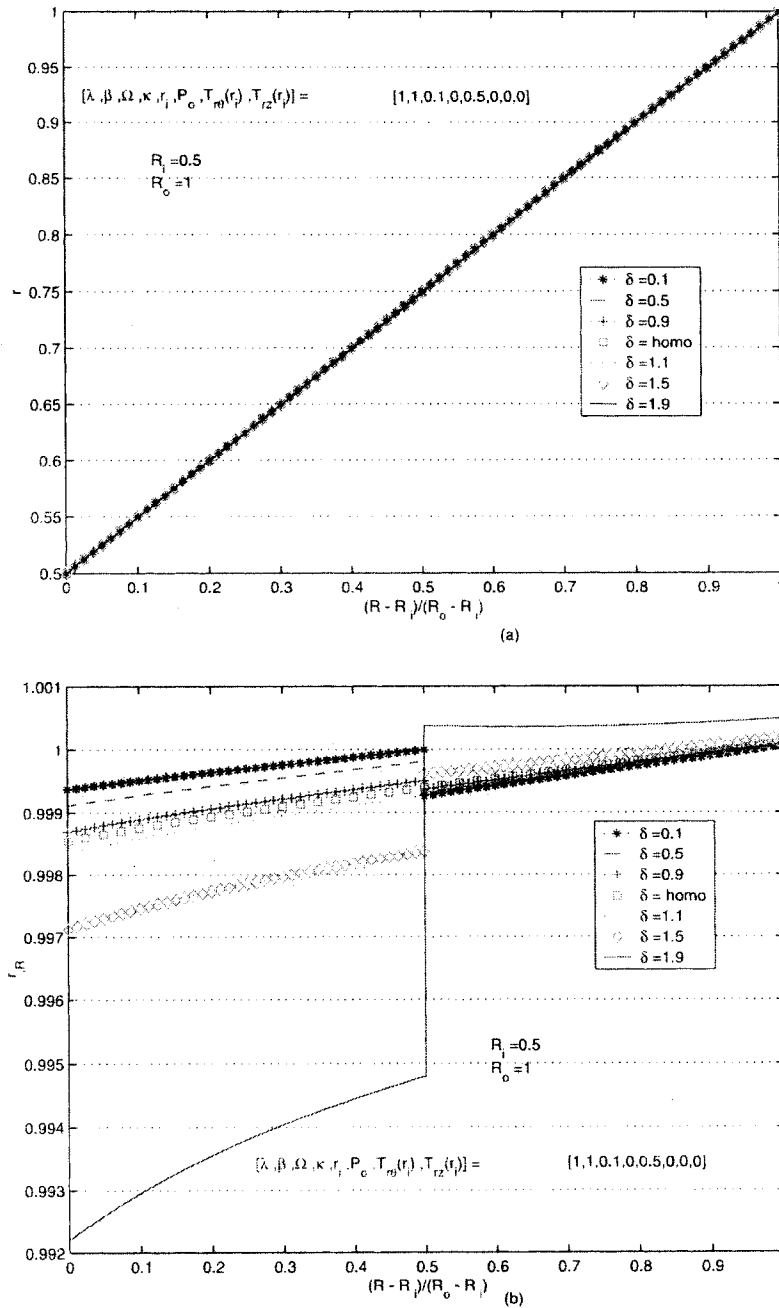 1
0.95
[λ ,β ,Ω ,κ ,r_i ,P_o ,T_rθ(r_i) ,T_rz(r_i)] = [1,1,0.1,0,0.5,0,0,0]
0.9
R_i =0.5
R_o =1
0.85
0.8
r
0.75
δ =0.1
δ =0.5
δ =0.9
δ = homo
δ =1.1
δ =1.5
δ =1.9
0.7
0.65
0.6
0.55
0.5
0 0.1 0.2 0.3 0.4 0.5 0.6 0.7 0.8 0.9
(R - R_i)/(R_o - R_i)
(a)
1.001
1
0.999
δ =0.1
δ =0.5
δ =0.9
δ = homo
δ =1.1
δ =1.5
δ =1.9
0.998
0.997
r_,R
0.996
0.995
R_i =0.5
R_o =1
0.994
[λ ,β ,Ω ,κ ,r_i ,P_o ,T_rθ(r_i) ,T_rz(r_i)] = [1,1,0.1,0,0.5,0,0,0]
0.993
0.992
0 0.1 0.2 0.3 0.4 0.5 0.6 0.7 0.8 0.9
(R - R_i)/(R_o - R_i)
(b)